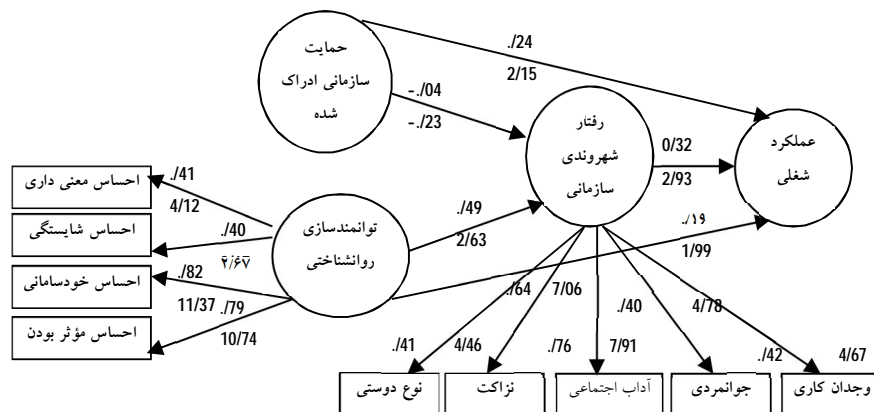 حمایت
سازمانی ادراک
شده
./24
2/15
-./04
-./23
رفتار
شهروندی
سازمانی
0/32
2/93
عملکرد
شغلی
احساس معنی داری
./41
4/12
احساس شایستگی
./40
۲/۶۷
احساس خودسامانی
./82
11/37
احساس مؤثر بودن
./79
10/74
توانمندسازی
روانشناختی
./49
2/63
./۱۹
1/99
./64
7/06
./40
4/78
./41
4/46
./76
7/91
./42
4/67
نوع دوستی
نزاکت
آداب اجتماعی
جوانمردی
وجدان کاری